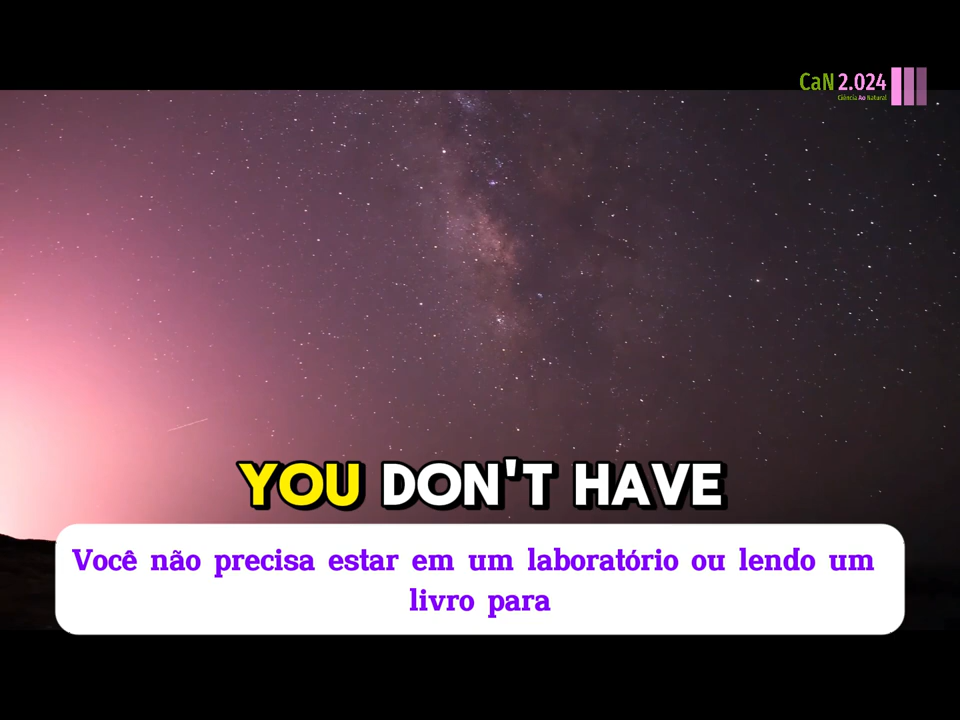 CaN 2.024
Ciência Ao Natural
YOU DON'T HAVE
Você não precisa estar em um laboratório ou lendo um
livro para